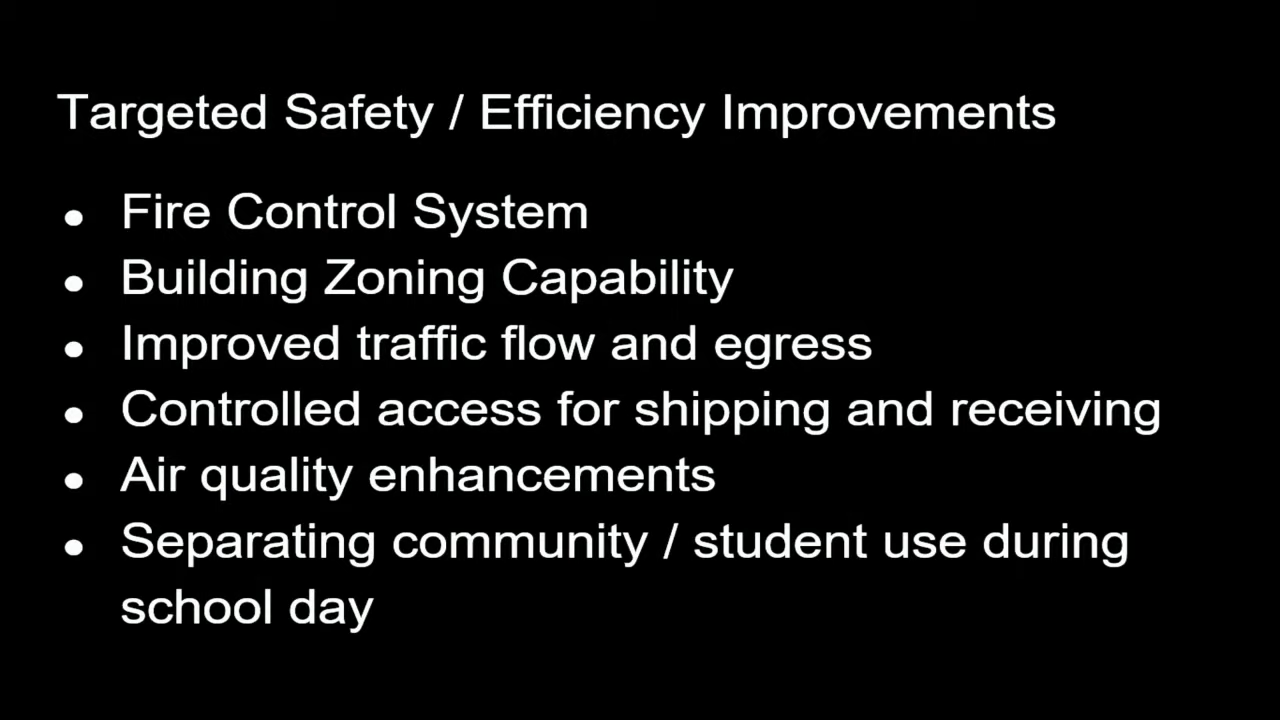 Targeted Safety / Efficiency Improvements
● Fire Control System
● Building Zoning Capability
● Improved traffic flow and egress
● Controlled access for shipping and receiving
● Air quality enhancements
● Separating community / student use during
school day